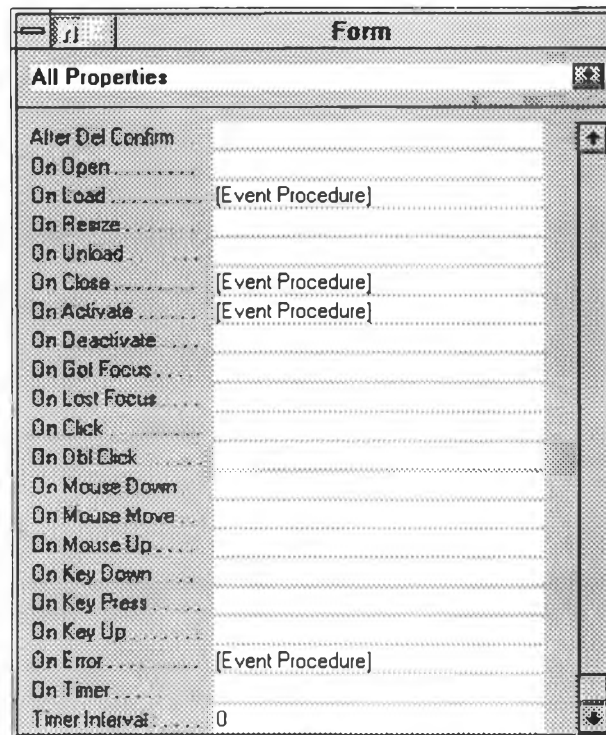 Form
All Properties
After Del Confirm
On Open . . . . . . . .
On Load . . . . . . . . . [Event Procedure]
On Resize . . . . . . .
On Unload . . . .
On Close . . . . . . . . [Event Procedure]
On Activate . . . . . . [Event Procedure]
On Deactivate . . . .
On Got Focus . . . .
On Lost Focus . . . .
On Click . . . . . . . . .
On Dbl Click . . . . .
On Mouse Down
On Mouse Move . .
On Mouse Up . . . .
On Key Down . . .
On Key Press . . . .
On Key Up . . . . . . .
On Error . . . . . . . . . [Event Procedure]
On Timer . . . . . . . .
Timer Interval . . . . . 0